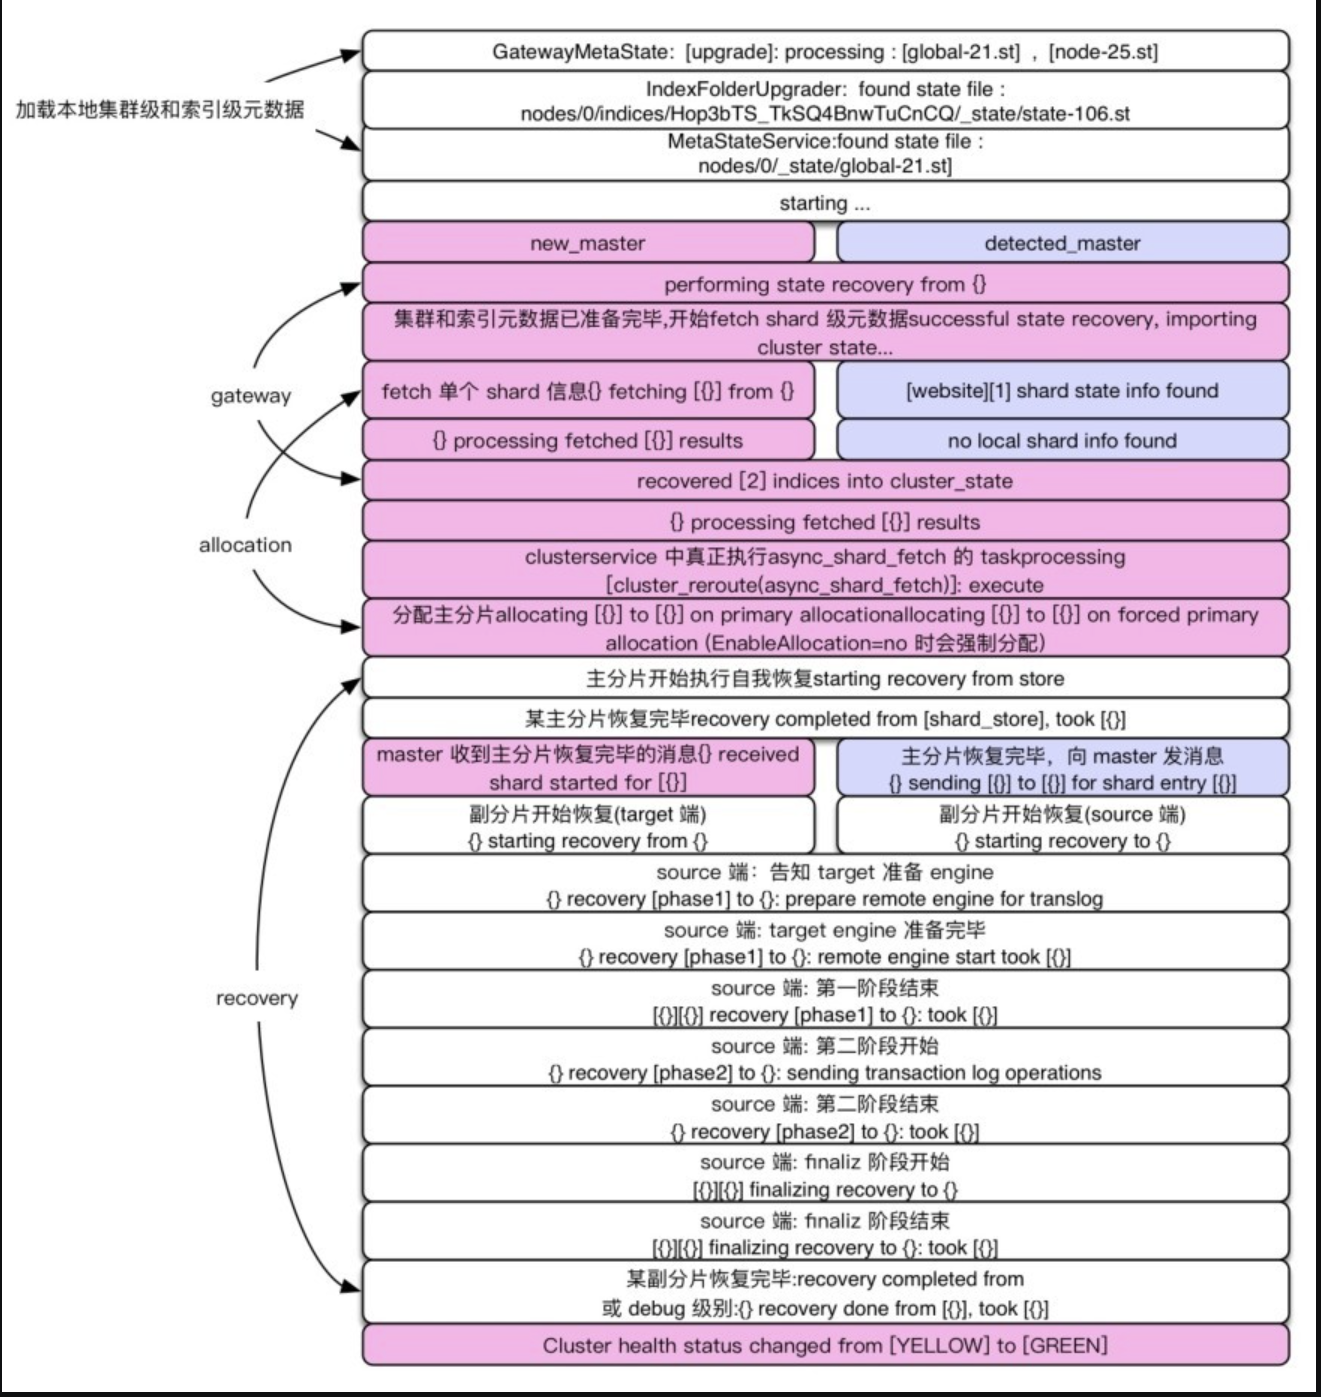 GatewayMetaState: [upgrade]: processing : [global-21.st] , [node-25.st]
加载本地集群级和索引级元数据
IndexFolderUpgrader: found state file :
nodes/0/indices/Hop3bTS_TkSQ4BnwTuCnCQ/_state/state-106.st
MetaStateService:found state file :
nodes/0/_state/global-21.st]
starting ...
new_master
detected_master
performing state recovery from {}
集群和索引元数据已准备完毕,开始fetch shard 级元数据successful state recovery, importing
cluster state...
gateway
fetch 单个 shard 信息{} fetching [{}] from {}
[website][1] shard state info found
{} processing fetched [{}] results
no local shard info found
recovered [2] indices into cluster_state
{} processing fetched [{}] results
allocation
clusterservice 中真正执行async_shard_fetch 的 taskprocessing
[cluster_reroute(async_shard_fetch)]: execute
分配主分片allocating [{}] to [{}] on primary allocationallocating [{}] to [{}] on forced primary
allocation (EnableAllocation=no 时会强制分配)
主分片开始执行自我恢复starting recovery from store
某主分片恢复完毕recovery completed from [shard_store], took [{}]
master 收到主分片恢复完毕的消息{} received
shard started for [{}]
主分片恢复完毕，向 master 发消息
{} sending [{}] to [{}] for shard entry [{}]
副分片开始恢复(target 端)
{} starting recovery from {}
副分片开始恢复(source 端)
{} starting recovery to {}
source 端：告知 target 准备 engine
{} recovery [phase1] to {}: prepare remote engine for translog
source 端: target engine 准备完毕
{} recovery [phase1] to {}: remote engine start took [{}]
recovery
source 端: 第一阶段结束
[{}][{}] recovery [phase1] to {}: took [{}]
source 端: 第二阶段开始
{} recovery [phase2] to {}: sending transaction log operations
source 端: 第二阶段结束
{} recovery [phase2] to {}: took [{}]
source 端: finaliz 阶段开始
[{}][{}] finalizing recovery to {}
source 端: finaliz 阶段结束
[{}][{}] finalizing recovery to {}: took [{}]
某副分片恢复完毕:recovery completed from
或 debug 级别:{} recovery done from [{}], took [{}]
Cluster health status changed from [YELLOW] to [GREEN]